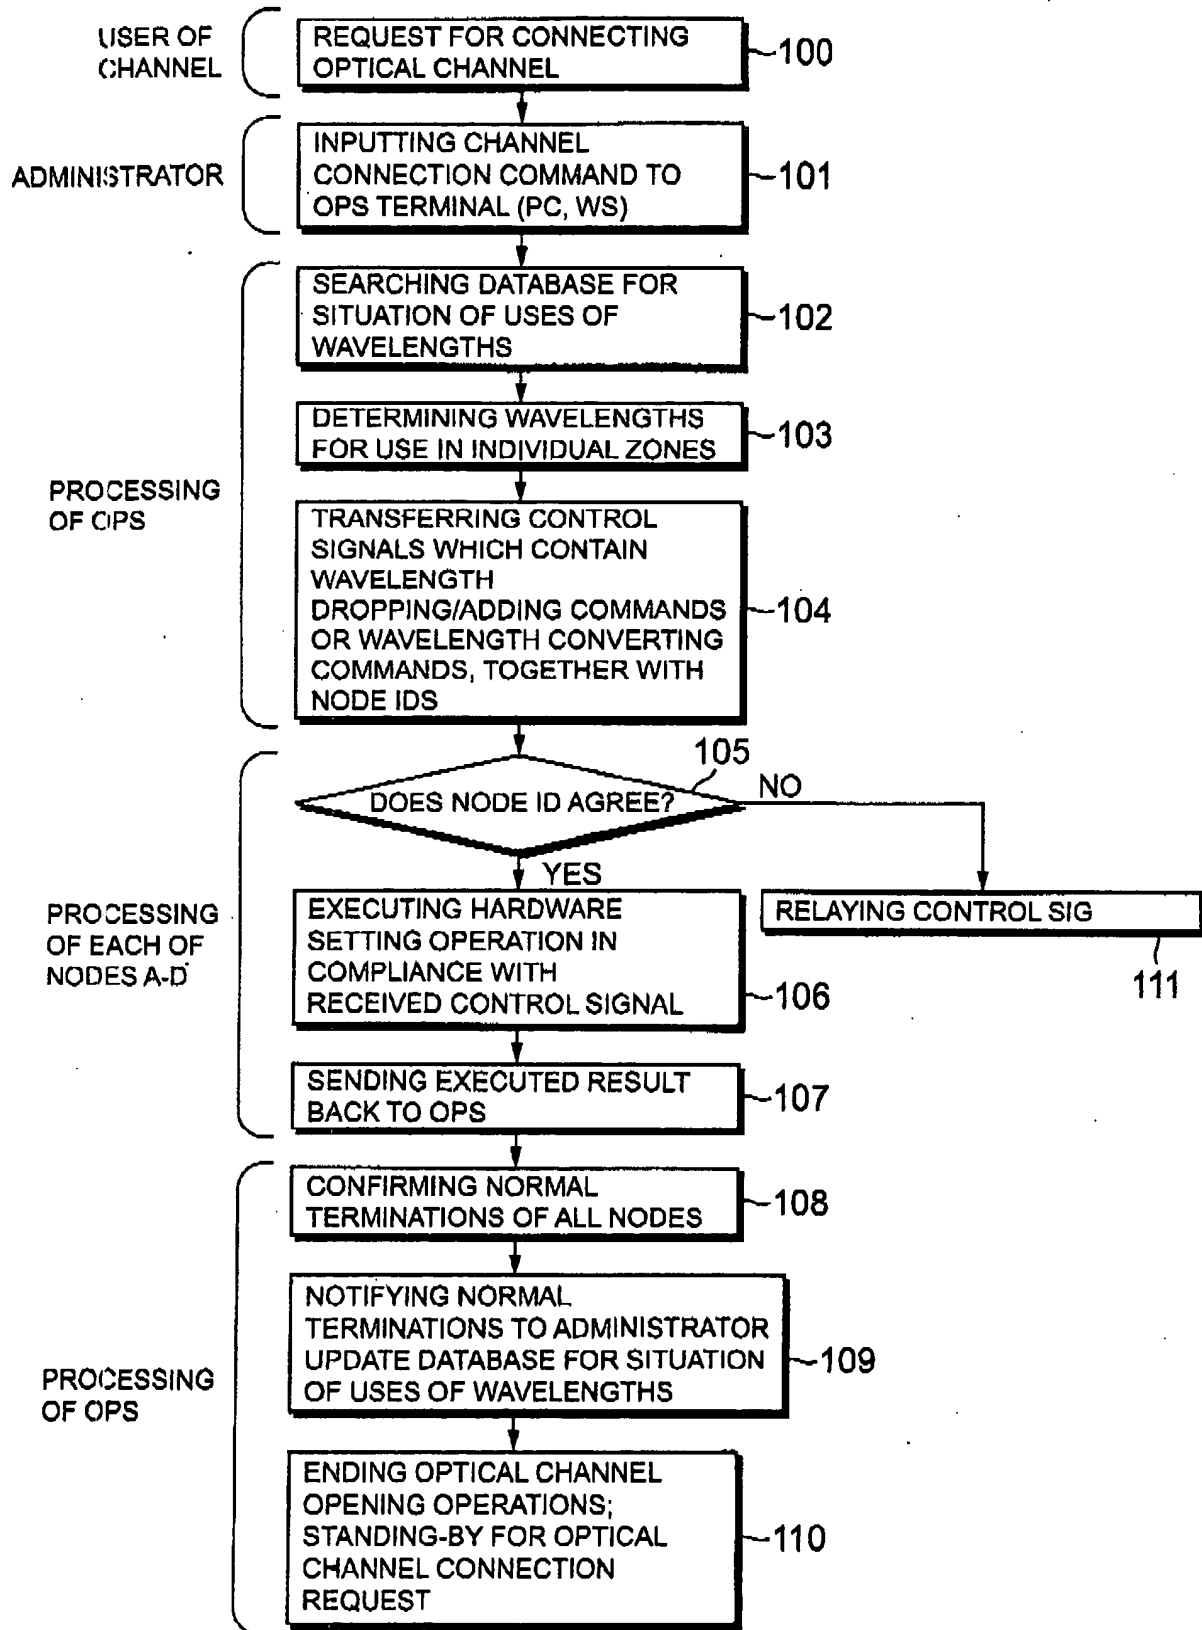 USER OF
CHANNEL
REQUEST FOR CONNECTING
OPTICAL CHANNEL
100
ADMINISTRATOR
INPUTTING CHANNEL
CONNECTION COMMAND TO
OPS TERMINAL (PC, WS)
101
PROCESSING
OF OPS
SEARCHING DATABASE FOR
SITUATION OF USES OF
WAVELENGTHS
102
DETERMINING WAVELENGTHS
FOR USE IN INDIVIDUAL ZONES
103
TRANSFERRING CONTROL
SIGNALS WHICH CONTAIN
WAVELENGTH
DROPPING/ADDING COMMANDS
OR WAVELENGTH CONVERTING
COMMANDS, TOGETHER WITH
NODE IDS
104
PROCESSING
OF EACH OF
NODES A-D
105
DOES NODE ID AGREE?
NO
YES
EXECUTING HARDWARE
SETTING OPERATION IN
COMPLIANCE WITH
RECEIVED CONTROL SIGNAL
106
RELAYING CONTROL SIG
111
SENDING EXECUTED RESULT
BACK TO OPS
107
PROCESSING
OF OPS
CONFIRMING NORMAL
TERMINATIONS OF ALL NODES
108
NOTIFYING NORMAL
TERMINATIONS TO ADMINISTRATOR
UPDATE DATABASE FOR SITUATION
OF USES OF WAVELENGTHS
109
ENDING OPTICAL CHANNEL
OPENING OPERATIONS;
STANDING-BY FOR OPTICAL
CHANNEL CONNECTION
REQUEST
110